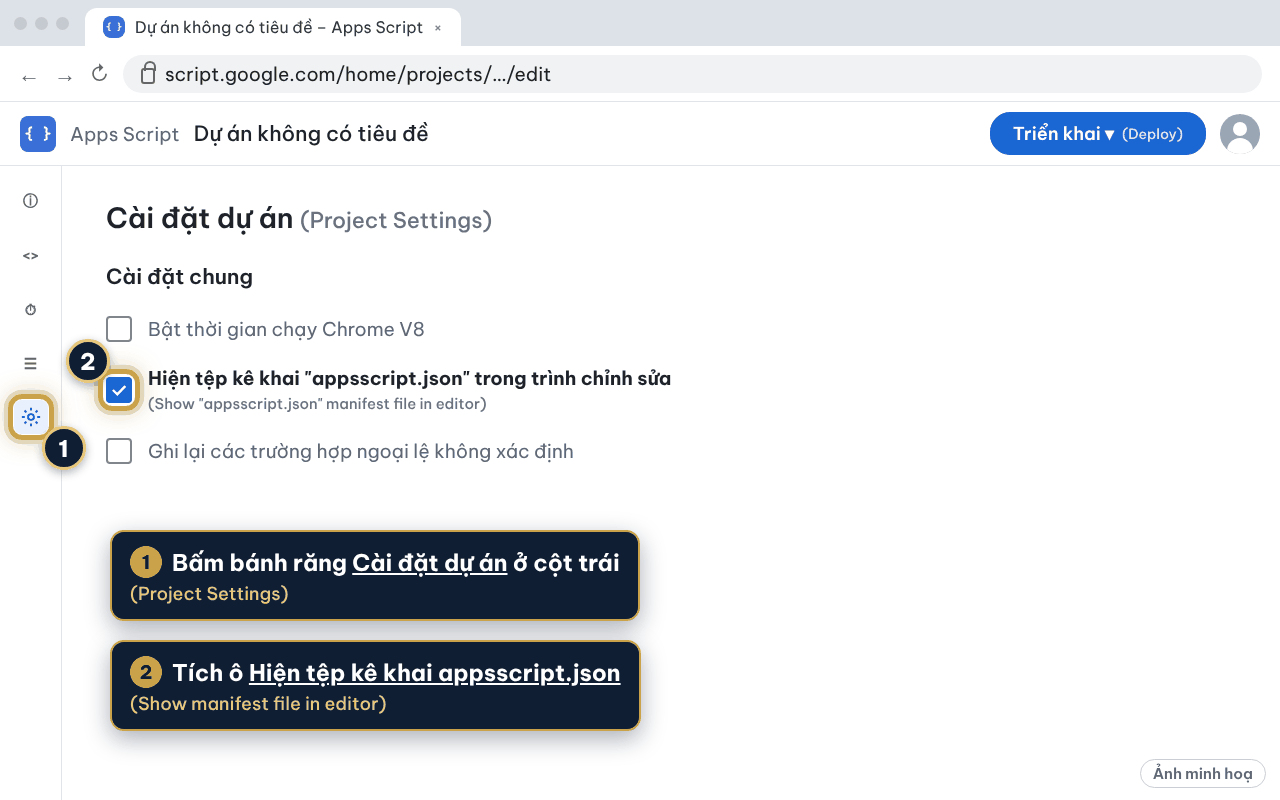 { } Dự án không có tiêu đề – Apps Script ×
script.google.com/home/projects/.../edit
{ } Apps Script Dự án không có tiêu đề
Triển khai ▾ (Deploy)
Cài đặt dự án (Project Settings)
Cài đặt chung
<>
Bật thời gian chạy Chrome V8
2
Hiện tệp kê khai "appsscript.json" trong trình chỉnh sửa
(Show "appsscript.json" manifest file in editor)
1
Ghi lại các trường hợp ngoại lệ không xác định
1 Bấm bánh răng Cài đặt dự án ở cột trái
(Project Settings)
2 Tích ô Hiện tệp kê khai appsscript.json
(Show manifest file in editor)
Ảnh minh hoạ